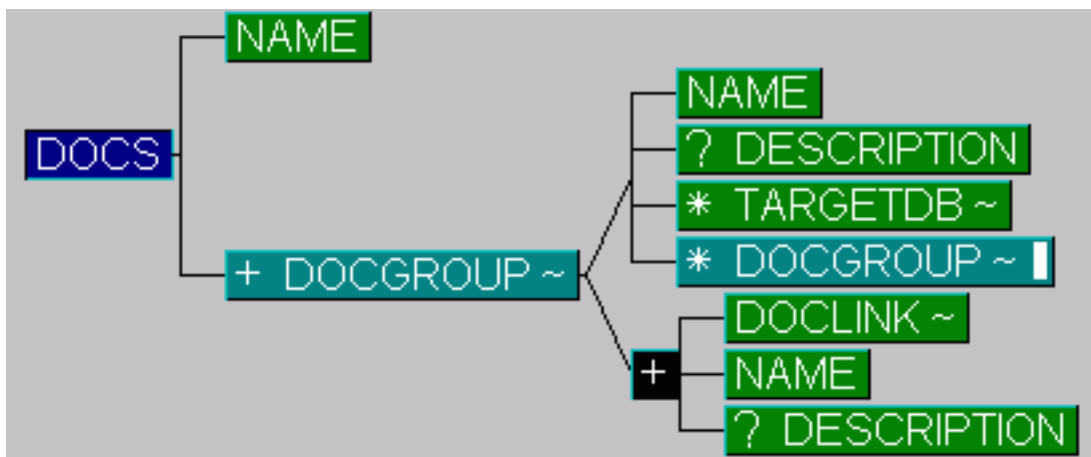 NAME
DOCS
+ DOCGROUP ~
NAME
? DESCRIPTION
* TARGETDB ~
* DOCGROUP ~
+
DOCLINK ~
NAME
? DESCRIPTION